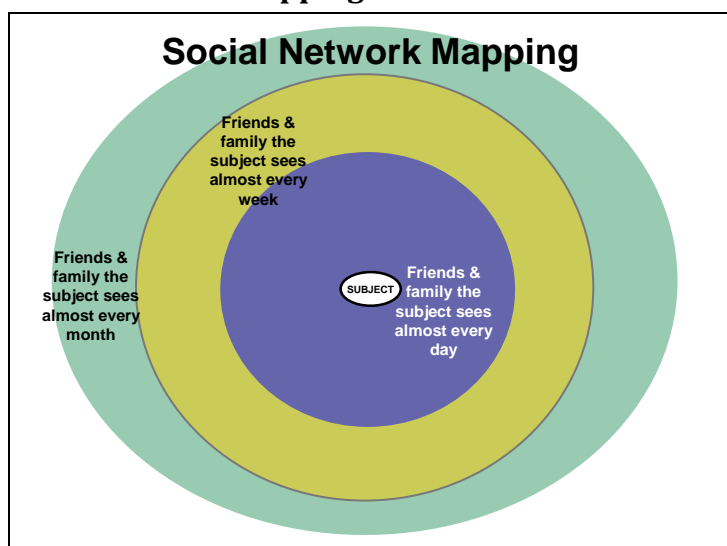 pping
Social Network Mapping
Friends &
family the
subject sees
almost every
week
Friends &
family the
subject sees
almost every
month
SUBJECT
Friends &
family the
subject sees
almost every
day